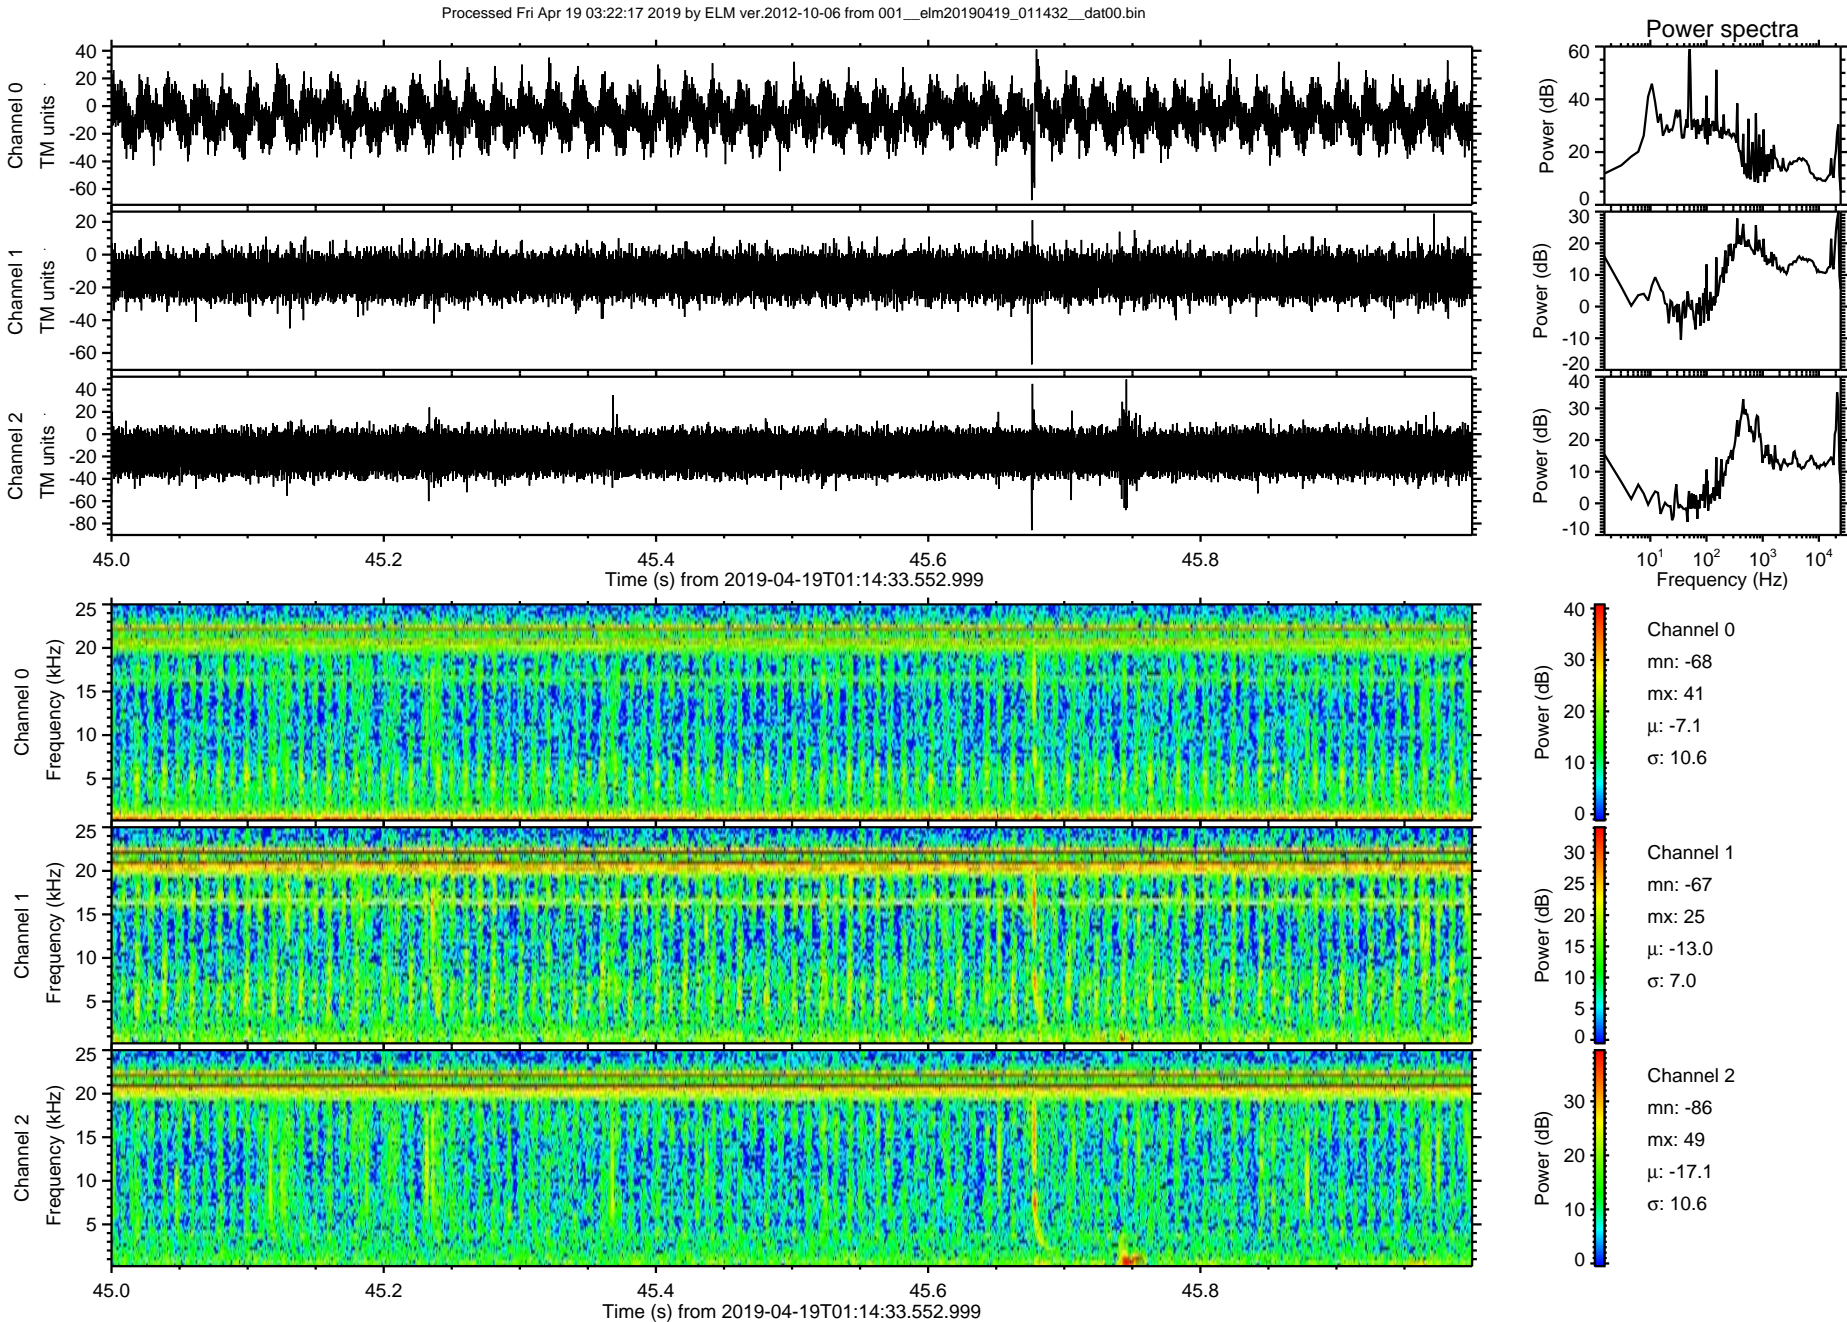 Processed Fri Apr 19 03:22:17 2019 by ELM ver.2012-10-06 from 001__elm20190419_011432__dat00.bin
Power spectra
Channel 0
TM units
40
20
0
-20
-40
-60
Power (dB)
60
40
20
0
Channel 1
TM units
20
0
-20
-40
-60
Power (dB)
30
20
10
0
-10
-20
Channel 2
TM units
40
20
0
-20
-40
-60
-80
Power (dB)
40
30
20
10
0
-10
45.0 45.2 45.4 45.6 45.8
Time (s) from 2019-04-19T01:14:33.552.999
10^1 10^2 10^3 10^4
Frequency (Hz)
Channel 0
Frequency (kHz)
25
20
15
10
5
Power (dB)
40
30
20
10
0
Channel 0
mn: -68
mx: 41
μ: -7.1
σ: 10.6
Channel 1
Frequency (kHz)
25
20
15
10
5
Power (dB)
30
25
20
15
10
5
0
Channel 1
mn: -67
mx: 25
μ: -13.0
σ: 7.0
Channel 2
Frequency (kHz)
25
20
15
10
5
Power (dB)
30
20
10
0
Channel 2
mn: -86
mx: 49
μ: -17.1
σ: 10.6
45.0 45.2 45.4 45.6 45.8
Time (s) from 2019-04-19T01:14:33.552.999